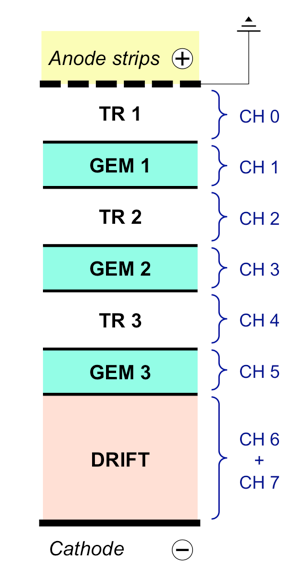 Anode strips +
TR 1
CH 0
GEM 1
CH 1
TR 2
CH 2
GEM 2
CH 3
TR 3
CH 4
GEM 3
CH 5
DRIFT
CH 6
+
CH 7
Cathode −